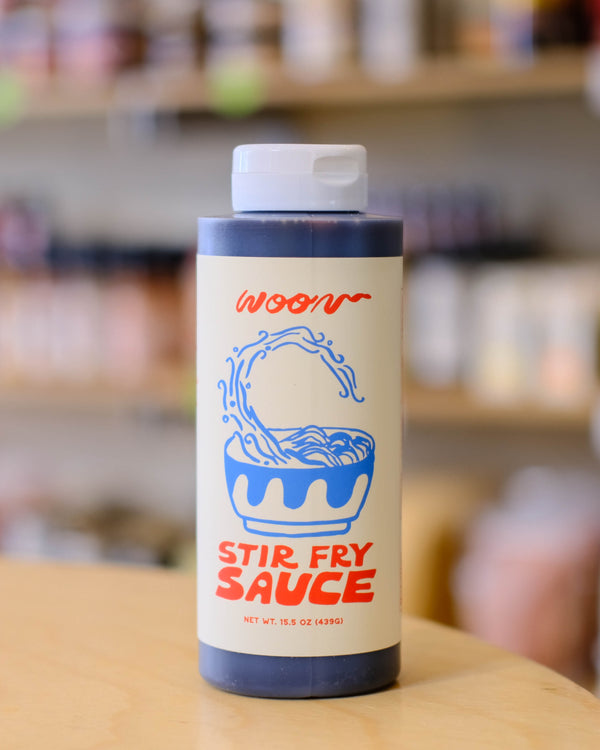 woon
STIR FRY
SAUCE
NET WT. 15.5 OZ (439G)